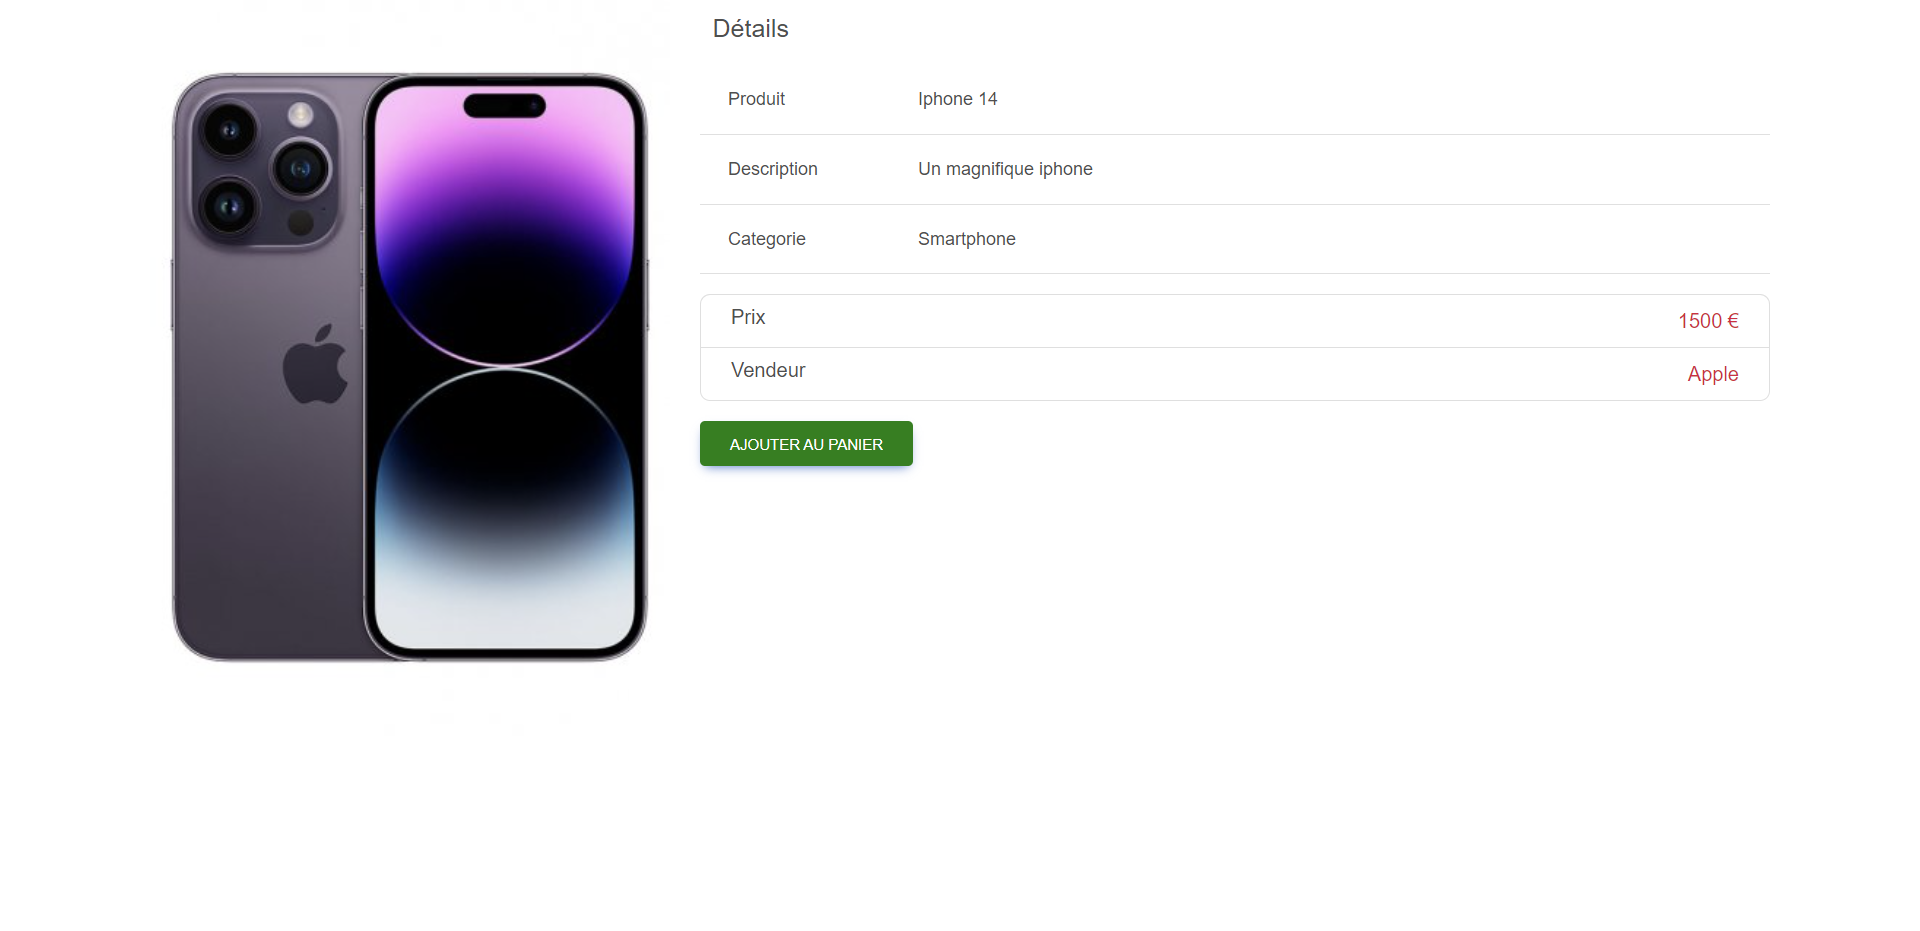 Détails
Produit Iphone 14
Description Un magnifique iphone
Categorie Smartphone
Prix 1500 €
Vendeur Apple
AJOUTER AU PANIER